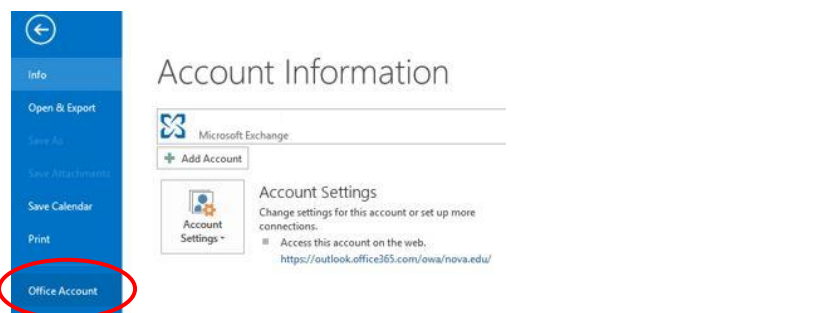 Info
Open & Export
Save As
Save Attachments
Save Calendar
Print
Office Account
Account Information
Microsoft Exchange
Add Account
Account
Settings
Account Settings
Change settings for this account or set up more
connections.
Access this account on the web.
https://outlook.office365.com/owa/nova.edu/